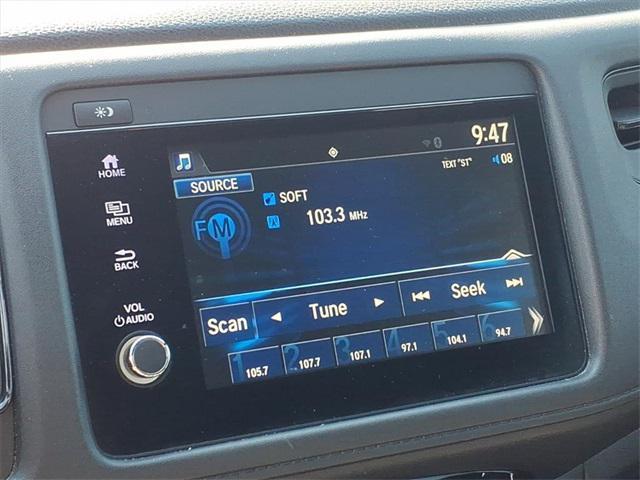 9:47
TEXT "ST" 08
HOME
SOURCE
SOFT
FM
103.3 MHz
MENU
BACK
VOL
AUDIO
Scan Tune Seek
1 105.7 2 107.7 3 107.1 4 97.1 5 104.1 6 94.7